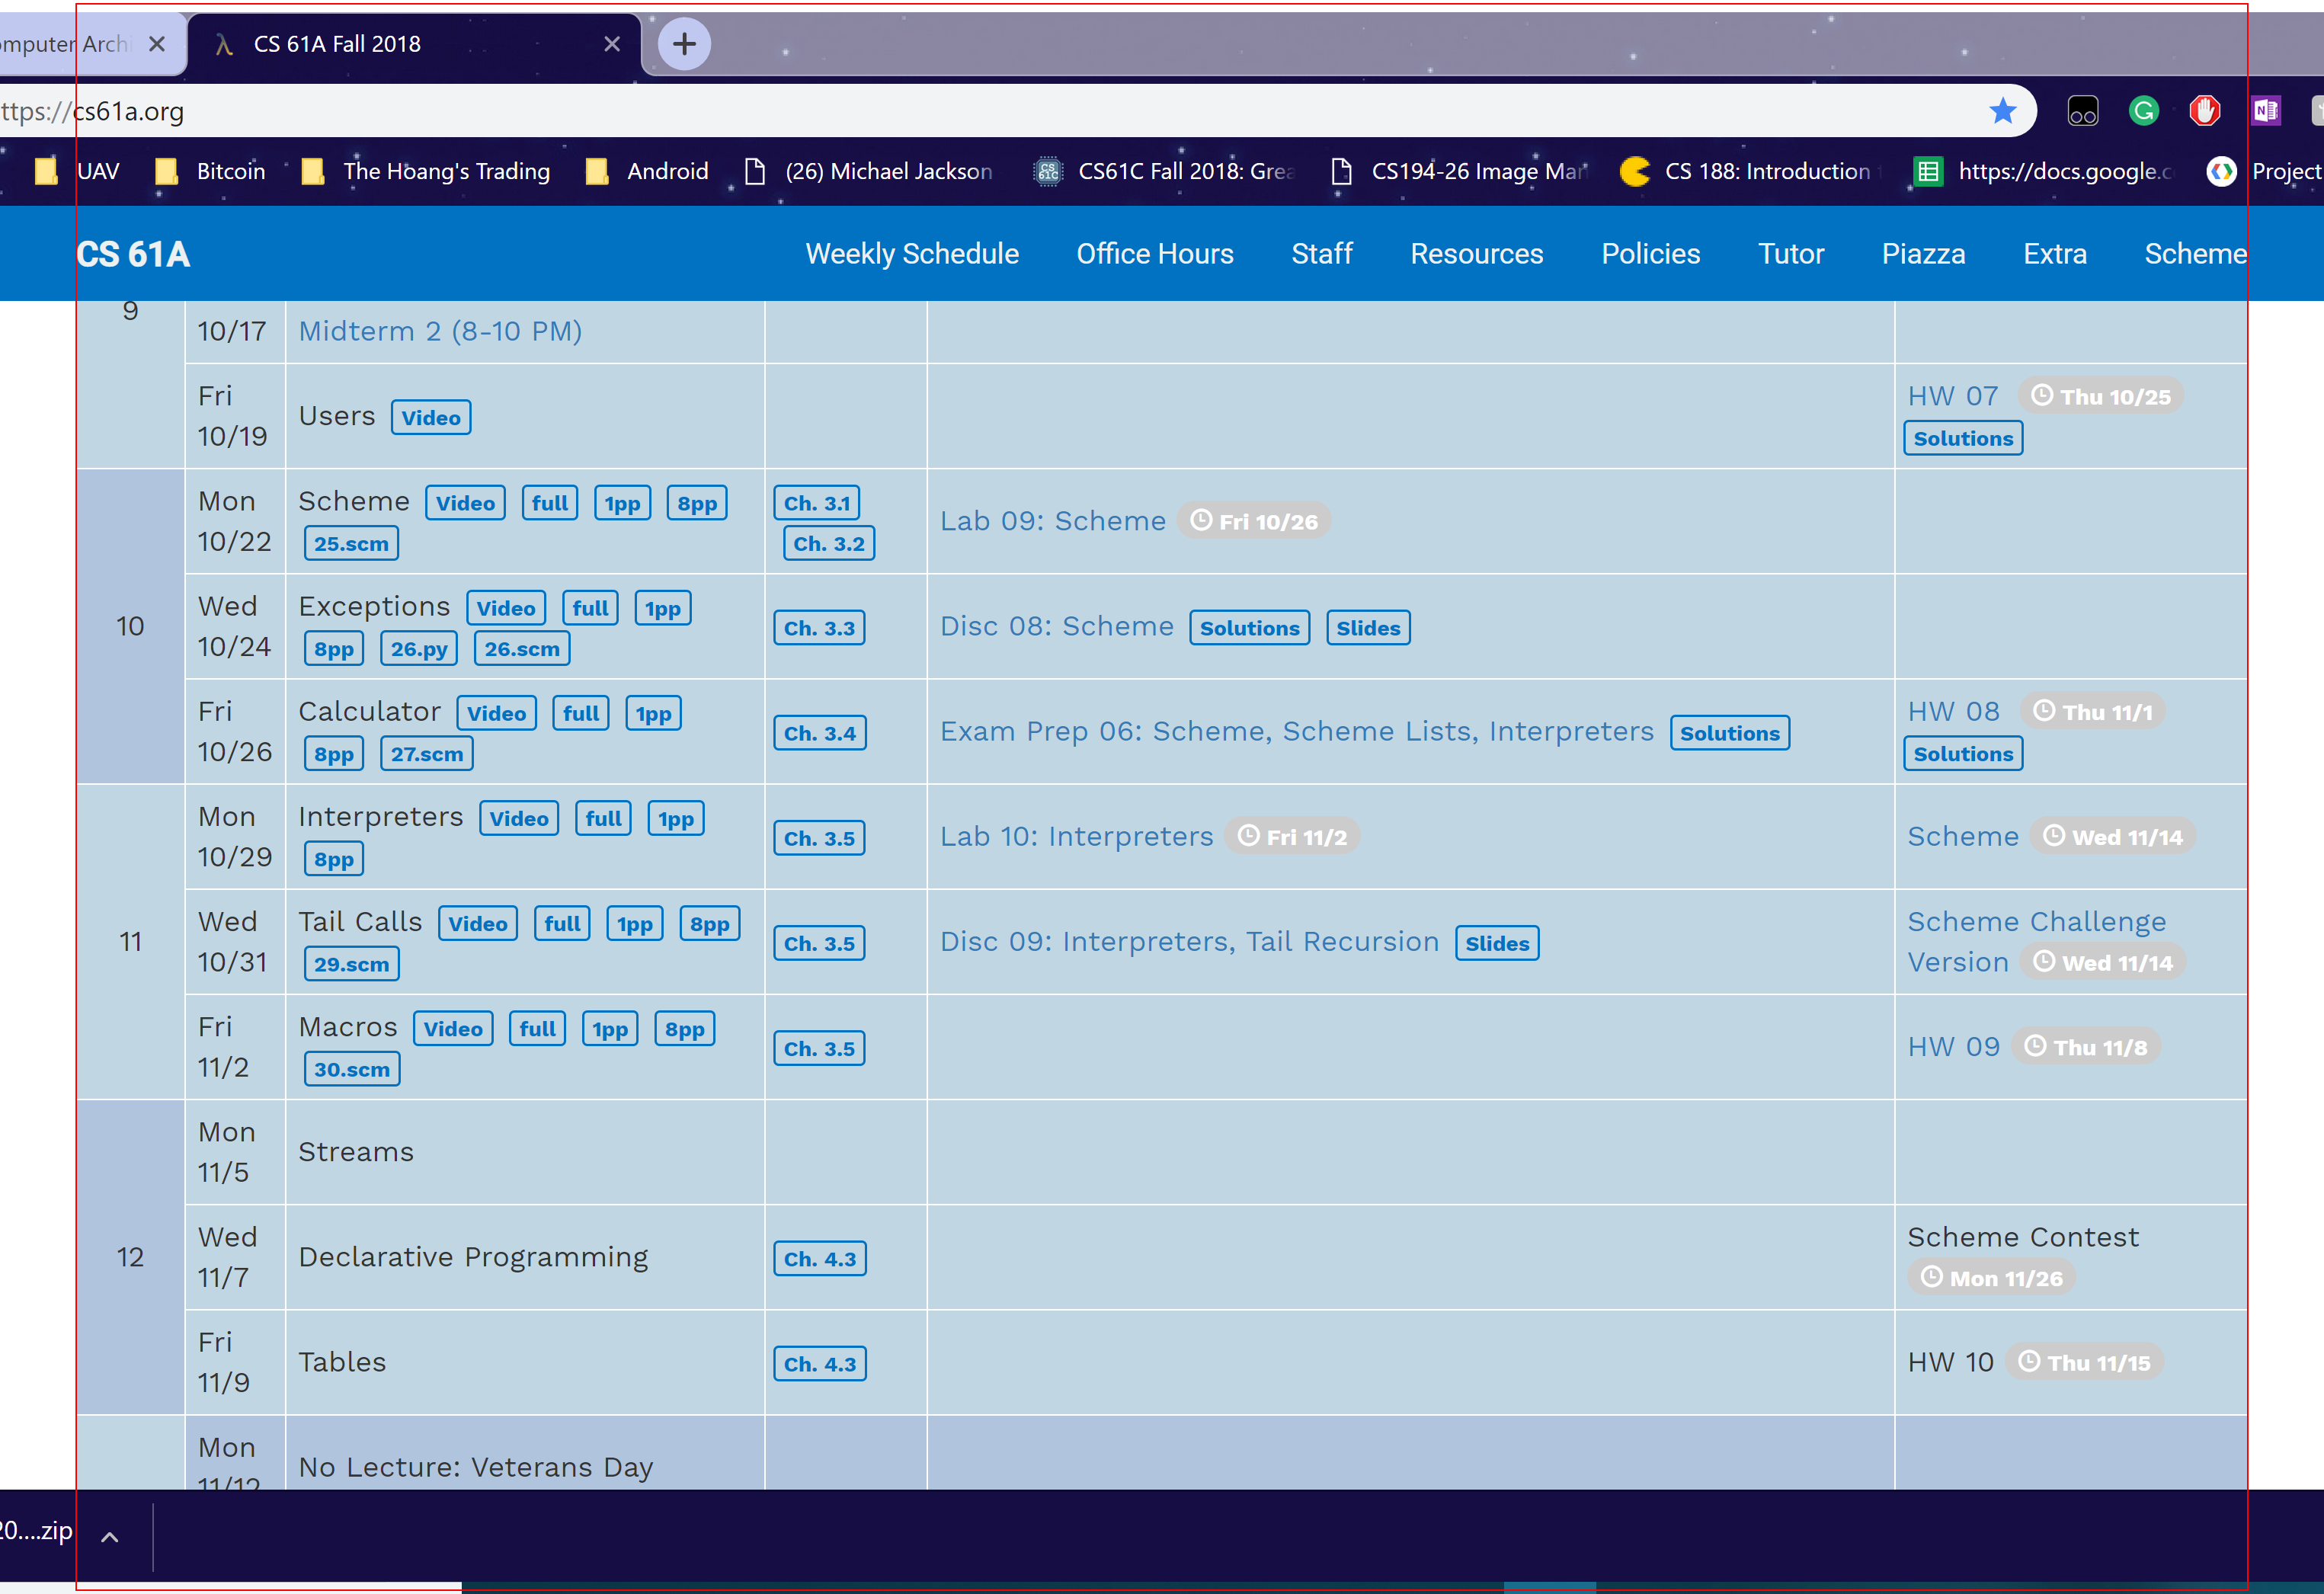 omputer Archi
CS 61A Fall 2018
ttps://cs61a.org
UAV Bitcoin The Hoang's Trading Android (26) Michael Jackson CS61C Fall 2018: Grea CS194-26 Image Man CS 188: Introduction https://docs.google.c Project
CS 61A Weekly Schedule Office Hours Staff Resources Policies Tutor Piazza Extra Scheme
9
10/17 Midterm 2 (8-10 PM)
Fri
10/19
Users Video
HW 07 Thu 10/25
Solutions
10
Mon
10/22
Scheme Video full 1pp 8pp
25.scm
Ch. 3.1
Ch. 3.2
Lab 09: Scheme Fri 10/26
Wed
10/24
Exceptions Video full 1pp
8pp 26.py 26.scm
Ch. 3.3
Disc 08: Scheme Solutions Slides
Fri
10/26
Calculator Video full 1pp
8pp 27.scm
Ch. 3.4
Exam Prep 06: Scheme, Scheme Lists, Interpreters Solutions
HW 08 Thu 11/1
Solutions
11
Mon
10/29
Interpreters Video full 1pp
8pp
Ch. 3.5
Lab 10: Interpreters Fri 11/2
Scheme Wed 11/14
Wed
10/31
Tail Calls Video full 1pp 8pp
29.scm
Ch. 3.5
Disc 09: Interpreters, Tail Recursion Slides
Scheme Challenge
Version Wed 11/14
Fri
11/2
Macros Video full 1pp 8pp
30.scm
Ch. 3.5
HW 09 Thu 11/8
12
Mon
11/5
Streams
Wed
11/7
Declarative Programming
Ch. 4.3
Scheme Contest
Mon 11/26
Fri
11/9
Tables
Ch. 4.3
HW 10 Thu 11/15
Mon
11/12
No Lecture: Veterans Day
20....zip